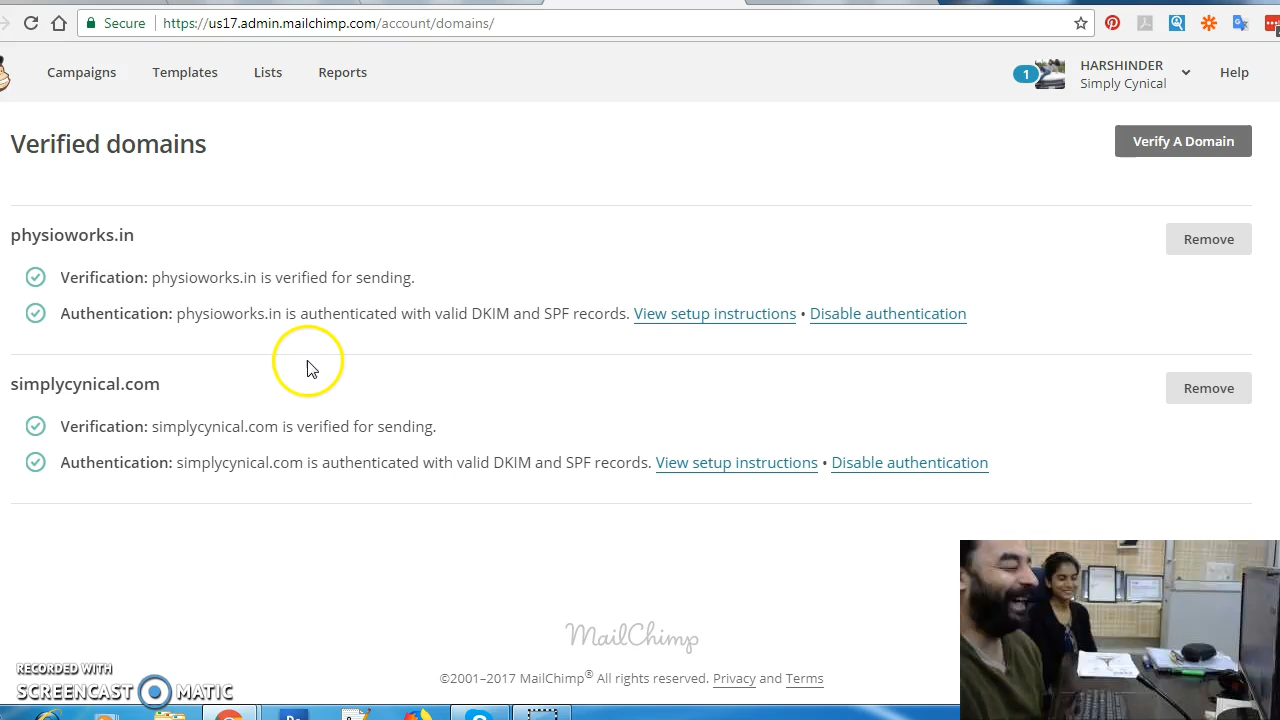 Secure https://us17.admin.mailchimp.com/account/domains/
Campaigns Templates Lists Reports
1 HARSHINDER Help
Simply Cynical
Verified domains Verify A Domain
physioworks.in Remove
Verification: physioworks.in is verified for sending.
Authentication: physioworks.in is authenticated with valid DKIM and SPF records. View setup instructions • Disable authentication
simplycynical.com Remove
Verification: simplycynical.com is verified for sending.
Authentication: simplycynical.com is authenticated with valid DKIM and SPF records. View setup instructions • Disable authentication
MailChimp
©2001–2017 MailChimp® All rights reserved. Privacy and Terms
RECORDED WITH
SCREENCAST MATIC